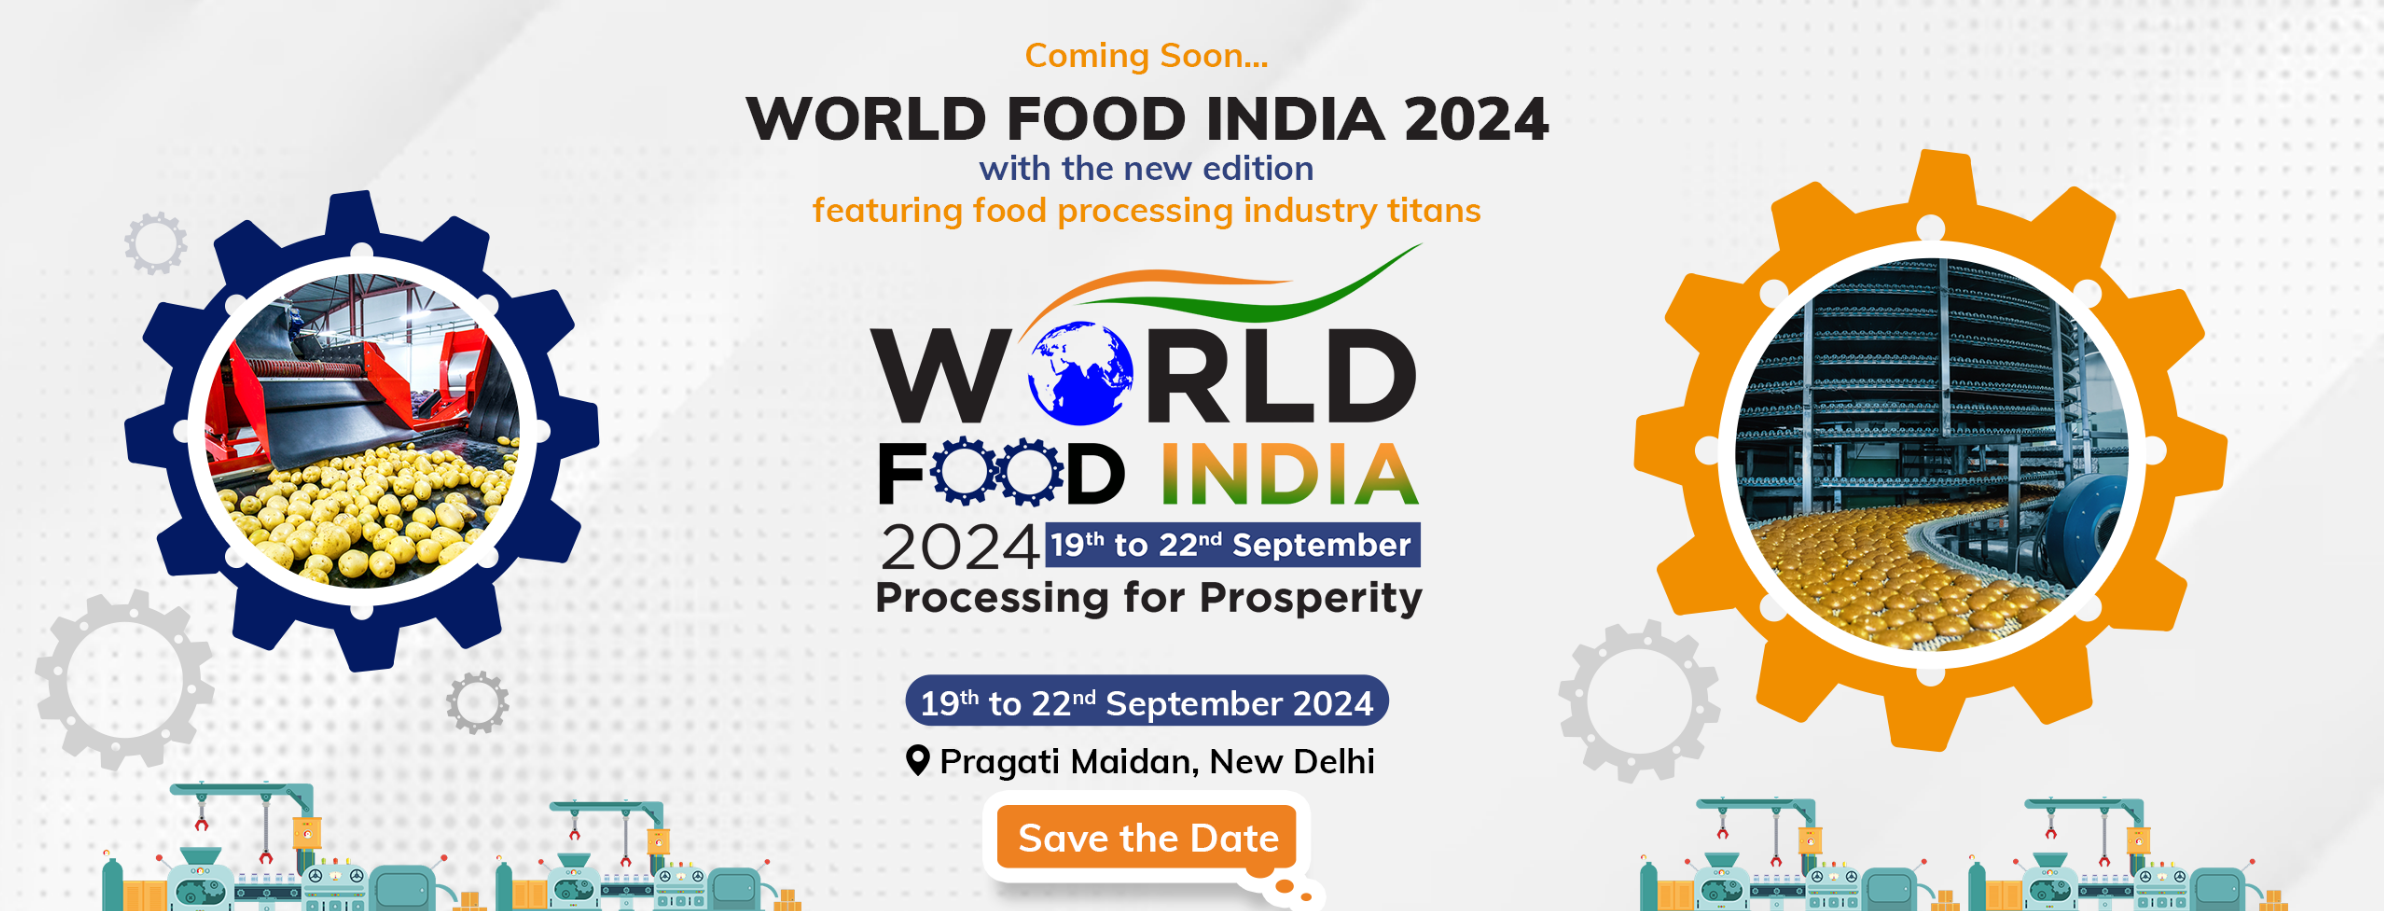 Coming Soon...
WORLD FOOD INDIA 2024
with the new edition
featuring food processing industry titans
WORLD
FOOD INDIA
2024 19th to 22nd September
Processing for Prosperity
19th to 22nd September 2024
Pragati Maidan, New Delhi
Save the Date